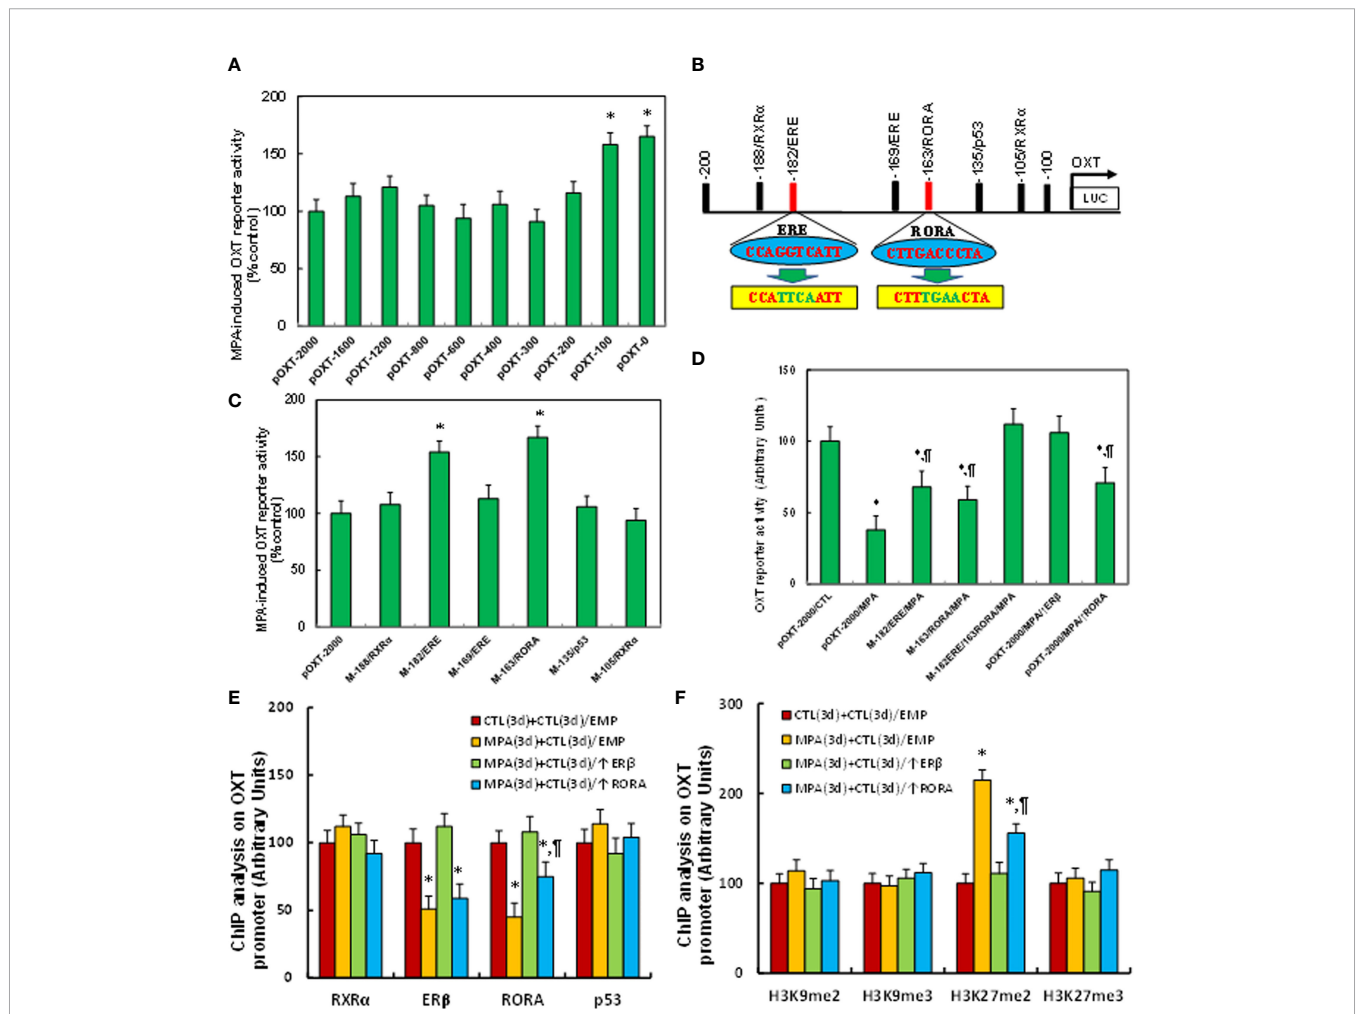 A
MPA-induced OXT reporter activity
(% control)
200
150
100
50
0
*
*
pOXT-2000
pOXT-1600
pOXT-1200
pOXT-800
pOXT-600
pOXT-400
pOXT-300
pOXT-200
pOXT-100
pOXT-0
B
-200
-188/RXRα
-182/ERE
-169/ERE
-163/RORA
-135/p53
-105/RXRα
-100
OXT
LUC
ERE
CCAGGTCATT
CCATTCAATT
RORA
CTTGACCCTA
CTTTGAACTA
C
MPA-induced OXT reporter activity
(% control)
200
150
100
50
0
*
*
pOXT-2000
M-188/RXRα
M-182/ERE
M-169/ERE
M-163/RORA
M-135/p53
M-105/RXRα
D
OXT reporter activity (Arbitrary Units)
150
100
50
0
*
*,¶
*,¶
*,¶
pOXT-2000/CTL
pOXT-2000/MPA
M-182/ERE/MPA
M-163/RORA/MPA
M-182ERE/163RORA/MPA
pOXT-2000/MPA/↑ERβ
pOXT-2000/MPA/↑RORA
E
ChIP analysis on OXT
promoter (Arbitrary Units)
200
150
100
50
0
CTL(3d)+CTL(3d)/EMP
MPA(3d)+CTL(3d)/EMP
MPA(3d)+CTL(3d)/↑ERβ
MPA(3d)+CTL(3d)/↑RORA
*
*
*
*,¶
RXRα
ERβ
RORA
p53
F
ChIP analysis on OXT
promoter (Arbitrary Units)
300
200
100
0
CTL(3d)+CTL(3d)/EMP
MPA(3d)+CTL(3d)/EMP
MPA(3d)+CTL(3d)/↑ERβ
MPA(3d)+CTL(3d)/↑RORA
*
*,¶
H3K9me2
H3K9me3
H3K27me2
H3K27me3